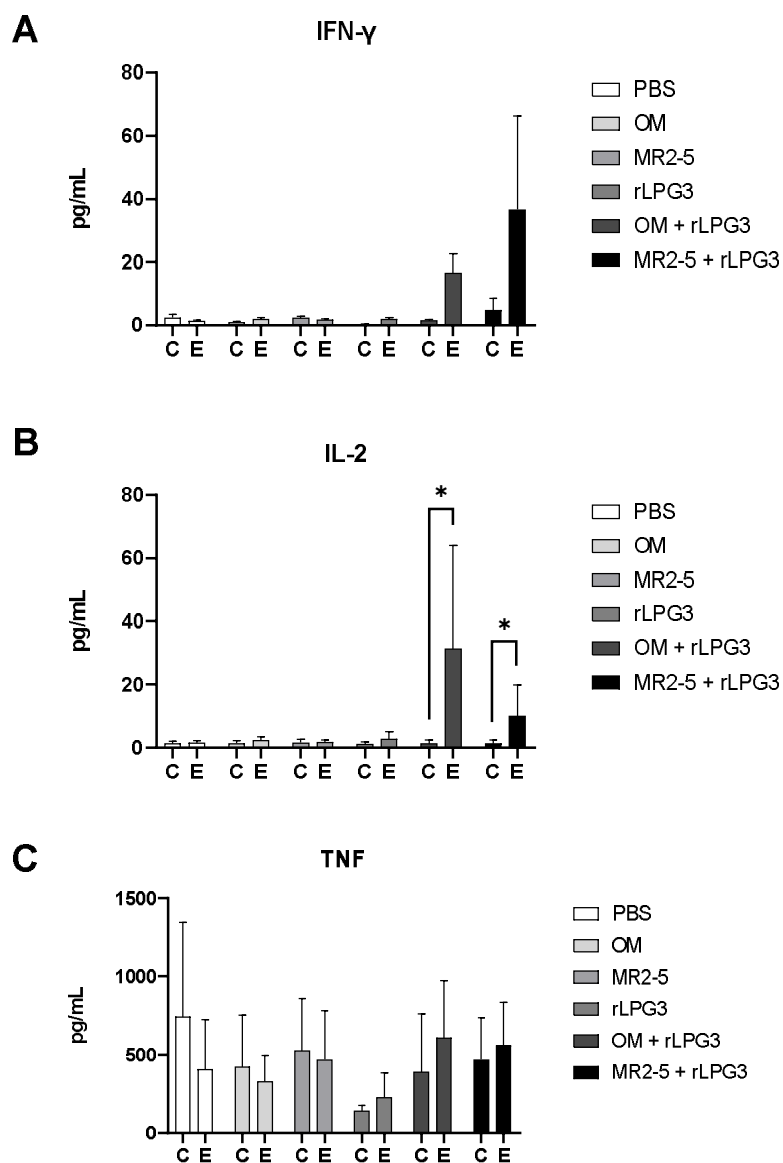 A
IFN-γ
80
60
40
20
0
pg/mL
C E C E C E C E C E C E
PBS
OM
MR2-5
rLPG3
OM + rLPG3
MR2-5 + rLPG3
B
IL-2
80
60
40
20
0
pg/mL
*
*
C E C E C E C E C E C E
PBS
OM
MR2-5
rLPG3
OM + rLPG3
MR2-5 + rLPG3
C
TNF
1500
1000
500
0
pg/mL
C E C E C E C E C E C E
PBS
OM
MR2-5
rLPG3
OM + rLPG3
MR2-5 + rLPG3